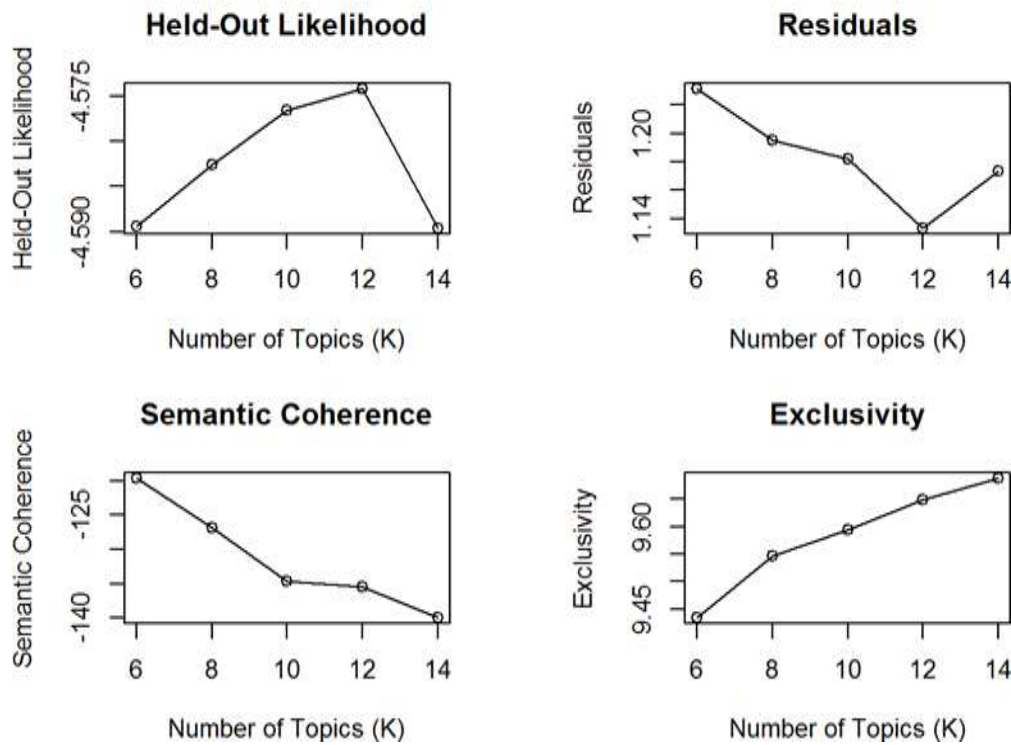 Held-Out Likelihood
Held-Out Likelihood
-4.575
-4.590
6 8 10 12 14
Number of Topics (K)
Residuals
Residuals
1.20
1.14
6 8 10 12 14
Number of Topics (K)
Semantic Coherence
Semantic Coherence
-125
-140
6 8 10 12 14
Number of Topics (K)
Exclusivity
Exclusivity
9.60
9.45
6 8 10 12 14
Number of Topics (K)